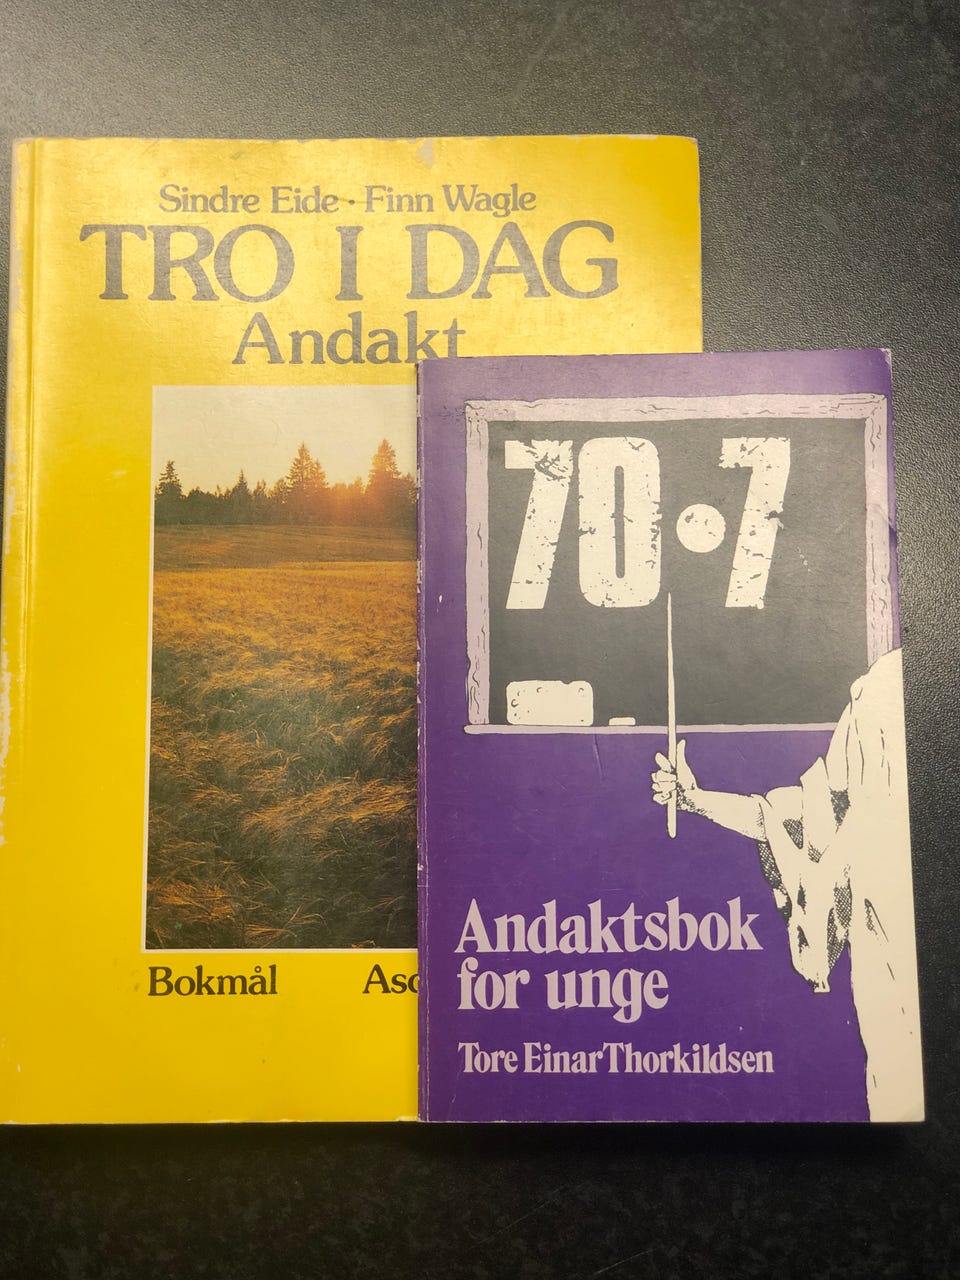 Sindre Eide · Finn Wagle
TRO I DAG
Andakt
Bokmål
70·7
Andaktsbok
for unge
Tore Einar Thorkildsen